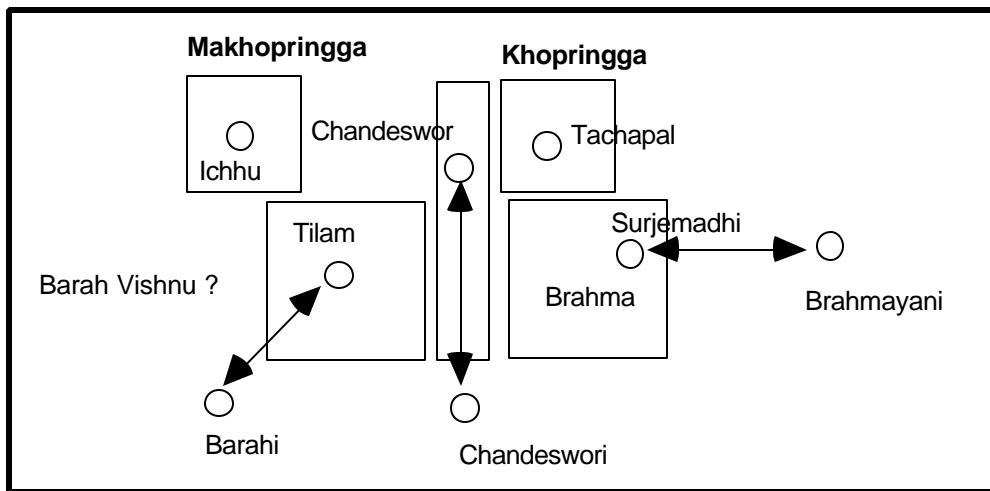 Makhopringga
Khopringga
Chandeswor
Tachapal
Ichhu
Tilam
Surjemadhi
Barah Vishnu ?
Brahma
Brahmayani
Barahi
Chandeswori